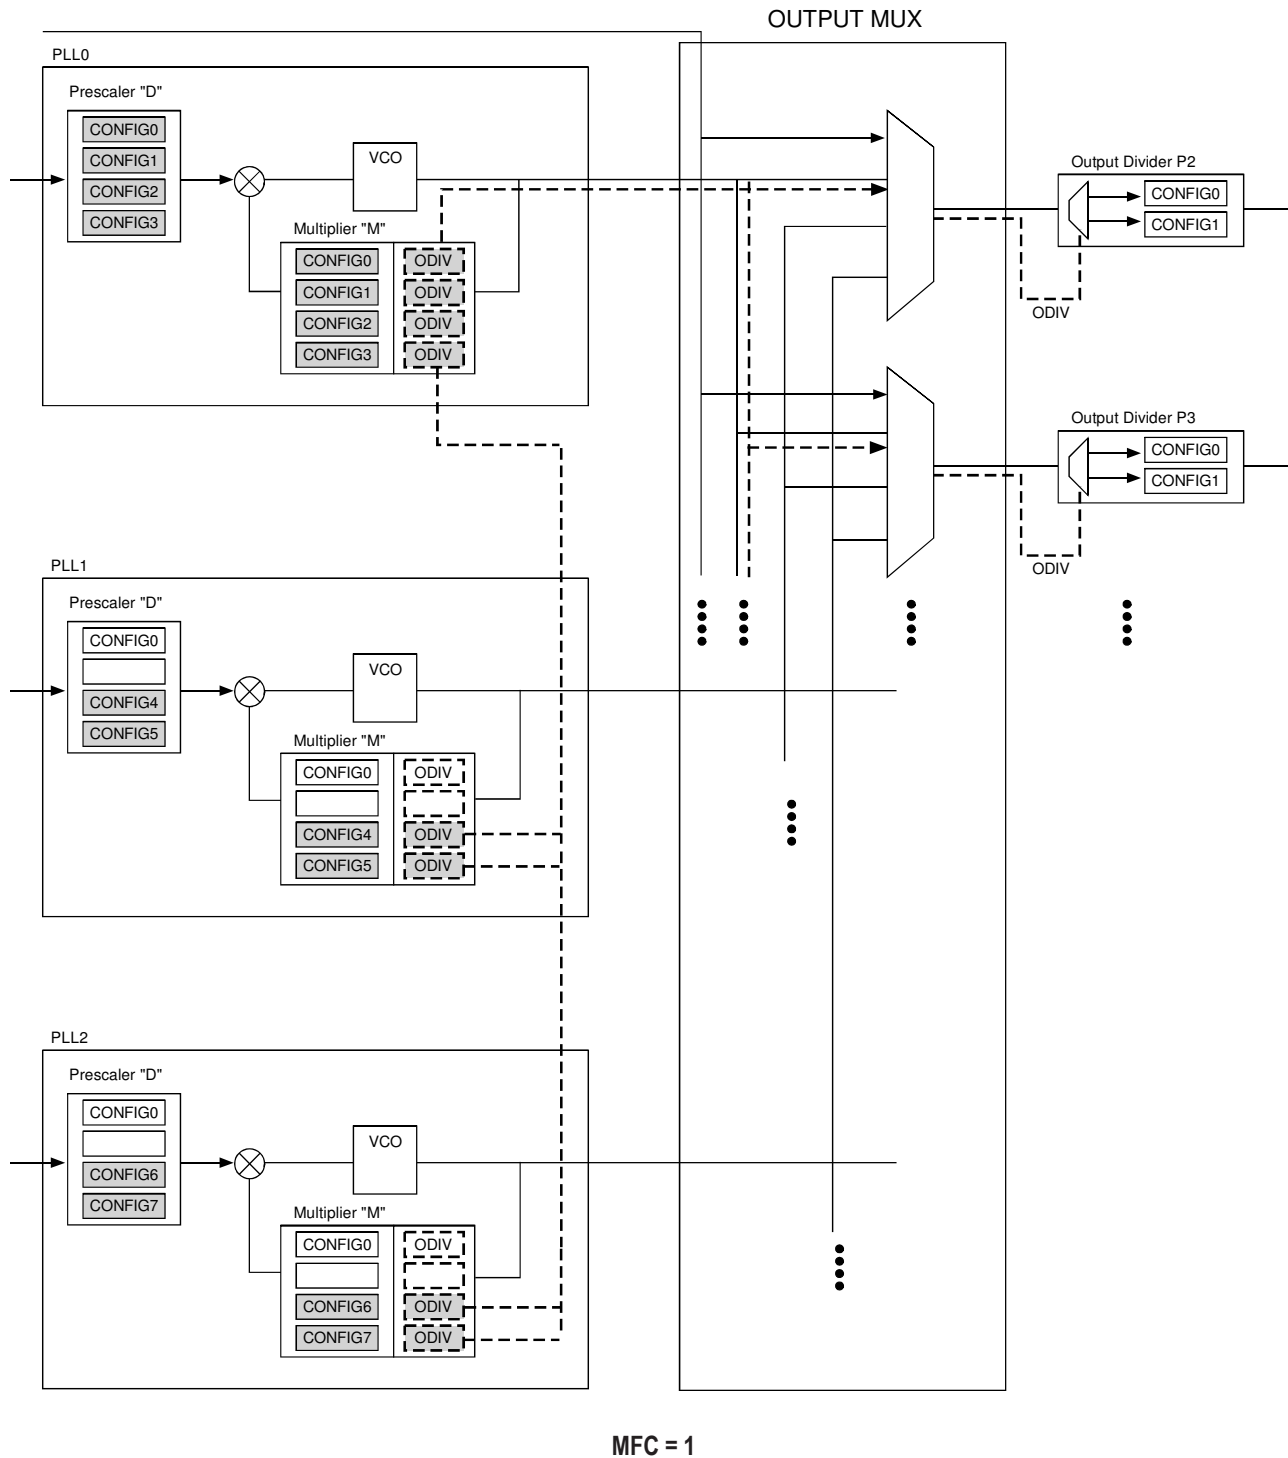 OUTPUT MUX
PLL0
Prescaler "D"
CONFIG0
CONFIG1
CONFIG2
CONFIG3
VCO
Multiplier "M"
CONFIG0 ODIV
CONFIG1 ODIV
CONFIG2 ODIV
CONFIG3 ODIV
Output Divider P2
CONFIG0
CONFIG1
ODIV
Output Divider P3
CONFIG0
CONFIG1
ODIV
PLL1
Prescaler "D"
CONFIG0
CONFIG4
CONFIG5
VCO
Multiplier "M"
CONFIG0 ODIV
CONFIG4 ODIV
CONFIG5 ODIV
PLL2
Prescaler "D"
CONFIG0
CONFIG6
CONFIG7
VCO
Multiplier "M"
CONFIG0 ODIV
CONFIG6 ODIV
CONFIG7 ODIV
MFC = 1